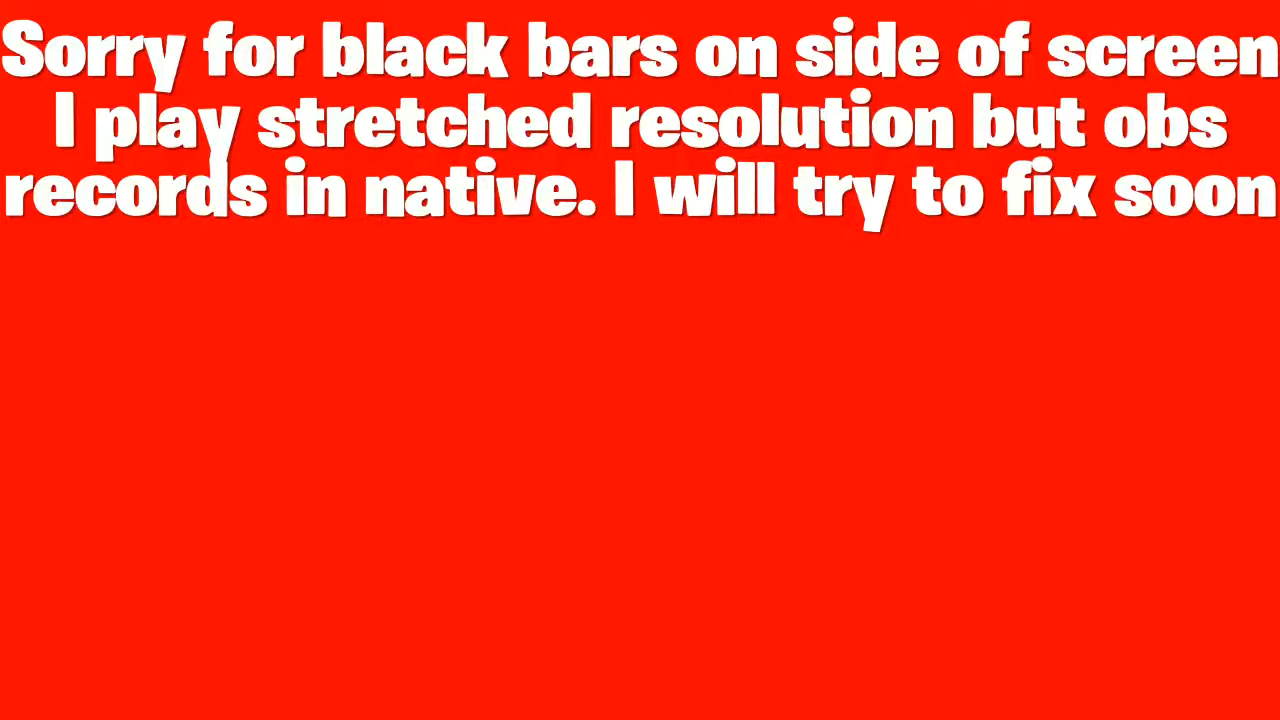 Sorry for black bars on side of screen
I play stretched resolution but obs
records in native. I will try to fix soon